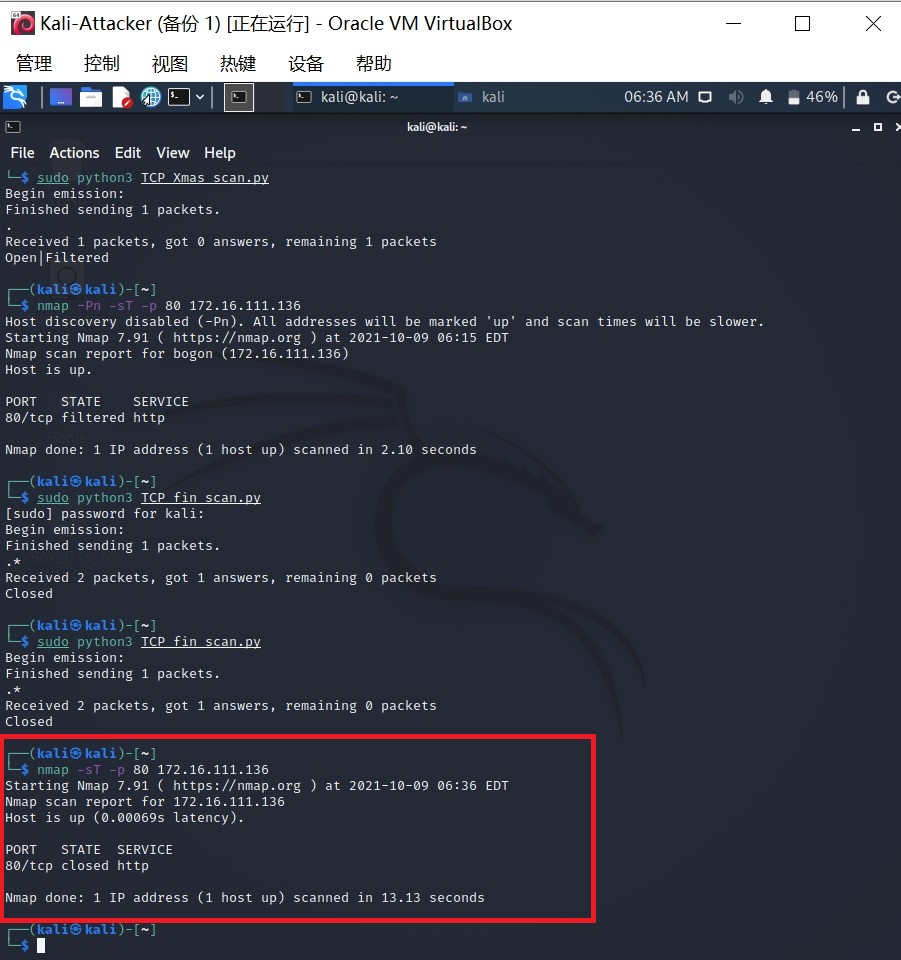 Kali-Attacker (备份 1) [正在运行] - Oracle VM VirtualBox
管理 控制 视图 热键 设备 帮助
kali@kali: ~ kali 06:36 AM 46%
kali@kali: ~
File Actions Edit View Help
└─$ sudo python3 TCP_Xmas_scan.py
Begin emission:
Finished sending 1 packets.
.
Received 1 packets, got 0 answers, remaining 1 packets
Open|Filtered
┌──(kali㉿kali)-[~]
└─$ nmap -Pn -sT -p 80 172.16.111.136
Host discovery disabled (-Pn). All addresses will be marked 'up' and scan times will be slower.
Starting Nmap 7.91 ( https://nmap.org ) at 2021-10-09 06:15 EDT
Nmap scan report for bogon (172.16.111.136)
Host is up.
PORT STATE SERVICE
80/tcp filtered http
Nmap done: 1 IP address (1 host up) scanned in 2.10 seconds
┌──(kali㉿kali)-[~]
└─$ sudo python3 TCP_fin_scan.py
[sudo] password for kali:
Begin emission:
Finished sending 1 packets.
.*
Received 2 packets, got 1 answers, remaining 0 packets
Closed
┌──(kali㉿kali)-[~]
└─$ sudo python3 TCP_fin_scan.py
Begin emission:
Finished sending 1 packets.
.*
Received 2 packets, got 1 answers, remaining 0 packets
Closed
┌──(kali㉿kali)-[~]
└─$ nmap -sT -p 80 172.16.111.136
Starting Nmap 7.91 ( https://nmap.org ) at 2021-10-09 06:36 EDT
Nmap scan report for 172.16.111.136
Host is up (0.00069s latency).
PORT STATE SERVICE
80/tcp closed http
Nmap done: 1 IP address (1 host up) scanned in 13.13 seconds
┌──(kali㉿kali)-[~]
└─$